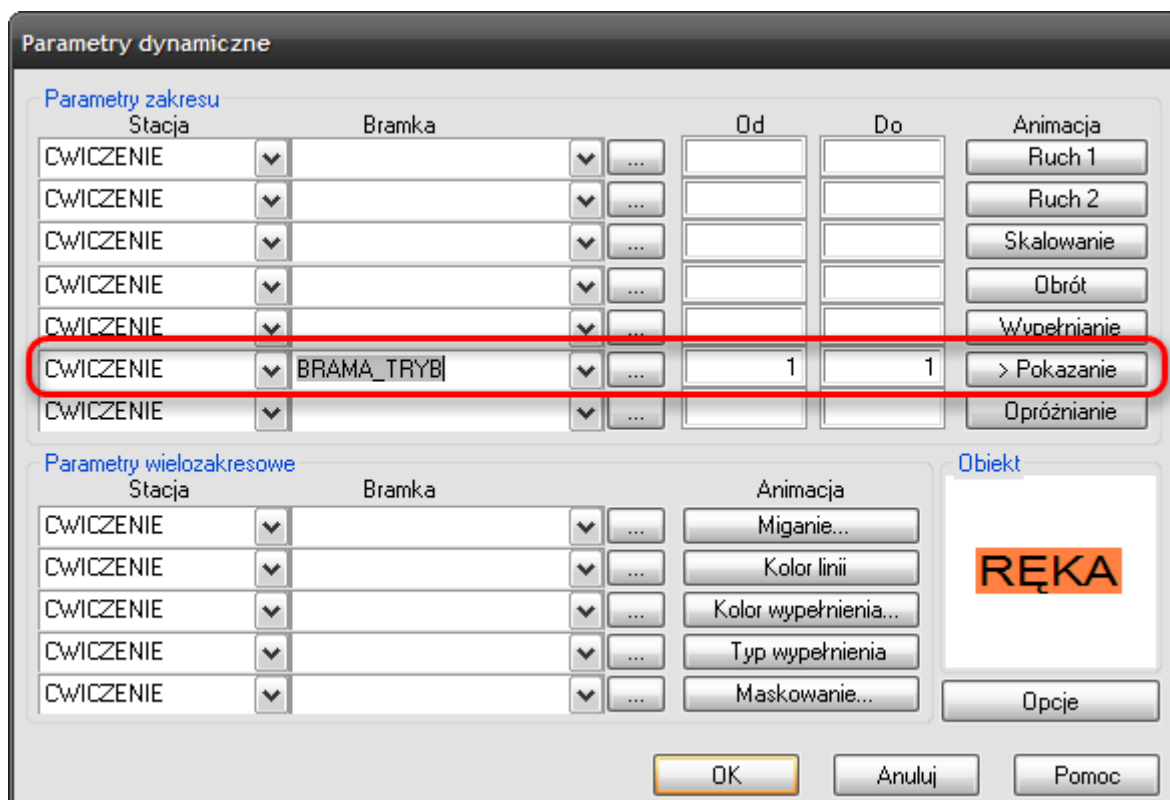 Parametry dynamiczne
Parametry zakresu
Stacja Bramka Od Do Animacja
CWICZENIE ... Ruch 1
CWICZENIE ... Ruch 2
CWICZENIE ... Skalowanie
CWICZENIE ... Obrót
CWICZENIE ... Wypełnianie
CWICZENIE BRAMA_TRYB ... 1 1 > Pokazanie
CWICZENIE ... Opróżnianie
Parametry wielozakresowe Obiekt
Stacja Bramka Animacja
CWICZENIE ... Miganie...
CWICZENIE ... Kolor linii
CWICZENIE ... Kolor wypełnienia...
CWICZENIE ... Typ wypełnienia
CWICZENIE ... Maskowanie...
RĘKA
Opcje
OK Anuluj Pomoc